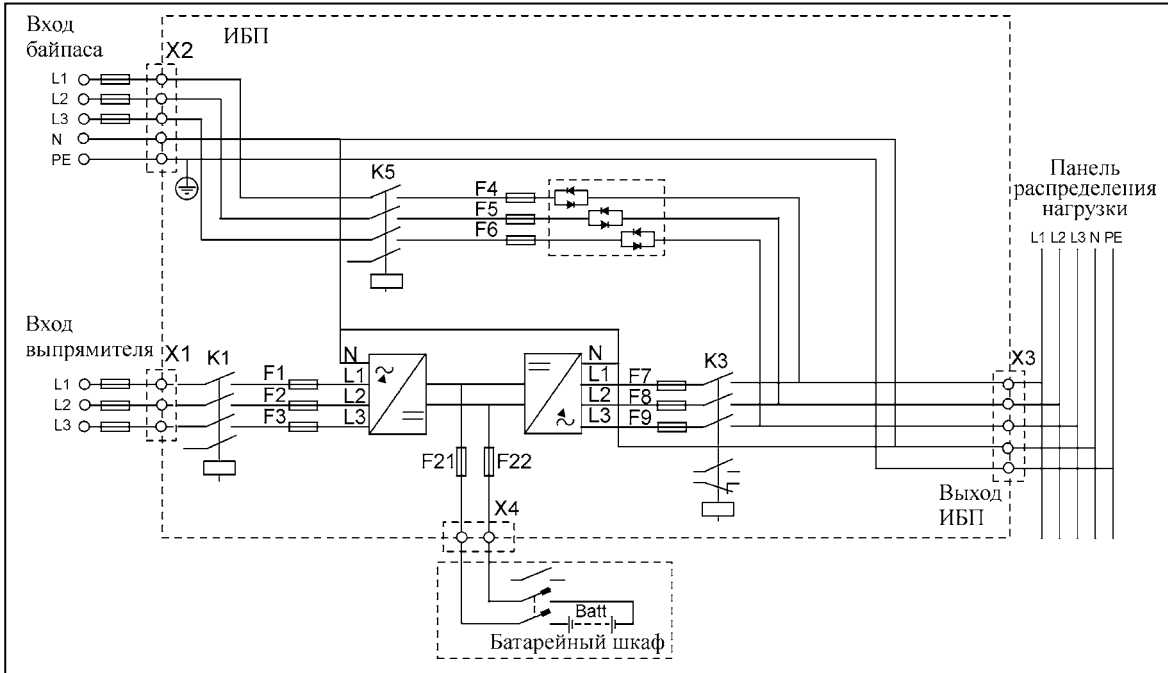 Вход
байпаса
X2
ИБП
L1
L2
L3
N
PE
K5
F4
F5
F6
Панель
распределения
нагрузки
L1 L2 L3 N PE
Вход
выпрямителя
X1
K1
F1
F2
F3
N
L1
L2
L3
N
L1
L2
L3
F7
F8
F9
K3
X3
L1
L2
L3
F21
F22
X4
Выход
ИБП
Batt
Батарейный шкаф